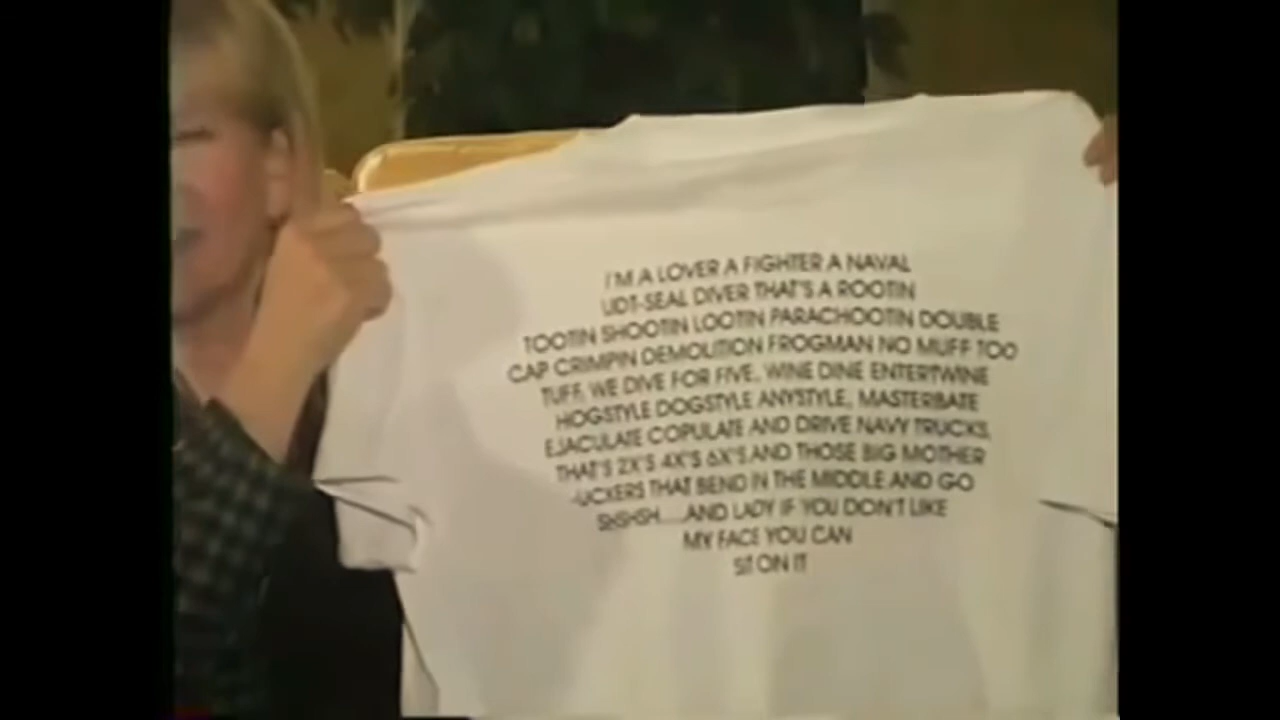 I'M A LOVER A FIGHTER A NAVAL
UDT-SEAL DIVER THAT'S A ROOTIN
TOOTIN SHOOTIN LOOTIN PARACHOOTIN DOUBLE
CAP CRIMPIN DEMOLITION FROGMAN NO MUFF TOO
TUFF, WE DIVE FOR FIVE, WINE DINE ENTERTWINE
HOGSTYLE DOGSTYLE ANYSTYLE, MASTERBATE
EJACULATE COPULATE AND DRIVE NAVY TRUCKS,
THAT'S 2X'S 4X'S 6X'S AND THOSE BIG MOTHER
-UCKERS THAT BEND IN THE MIDDLE AND GO
ShShSH.....AND LADY IF YOU DON'T LIKE
MY FACE YOU CAN
SIT ON IT